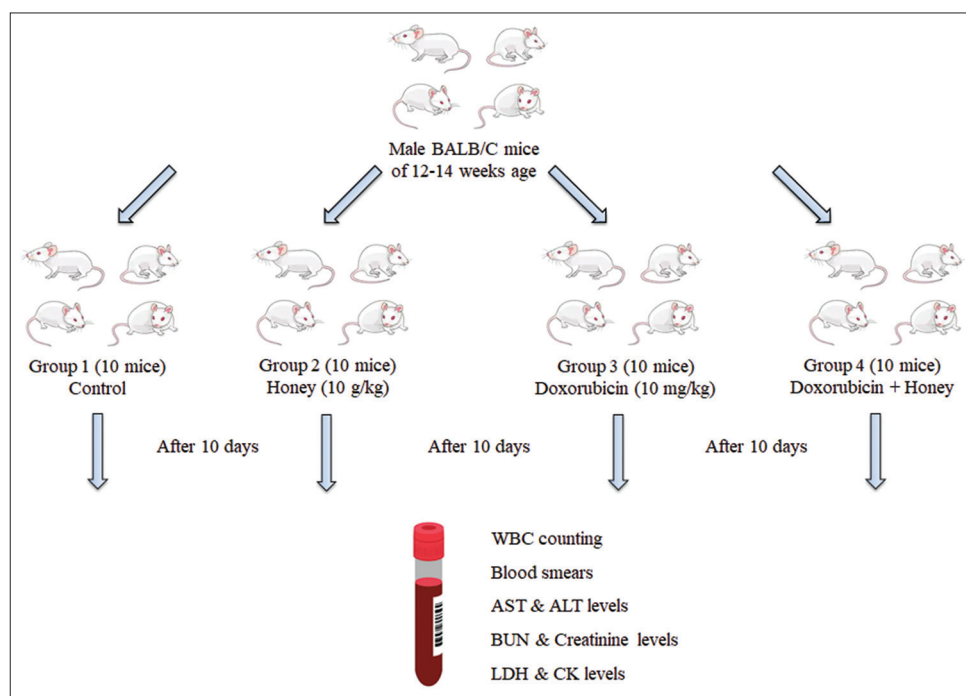 Male BALB/C mice
of 12-14 weeks age
Group 1 (10 mice)
Control
Group 2 (10 mice)
Honey (10 g/kg)
Group 3 (10 mice)
Doxorubicin (10 mg/kg)
Group 4 (10 mice)
Doxorubicin + Honey
After 10 days
After 10 days
After 10 days
WBC counting
Blood smears
AST & ALT levels
BUN & Creatinine levels
LDH & CK levels